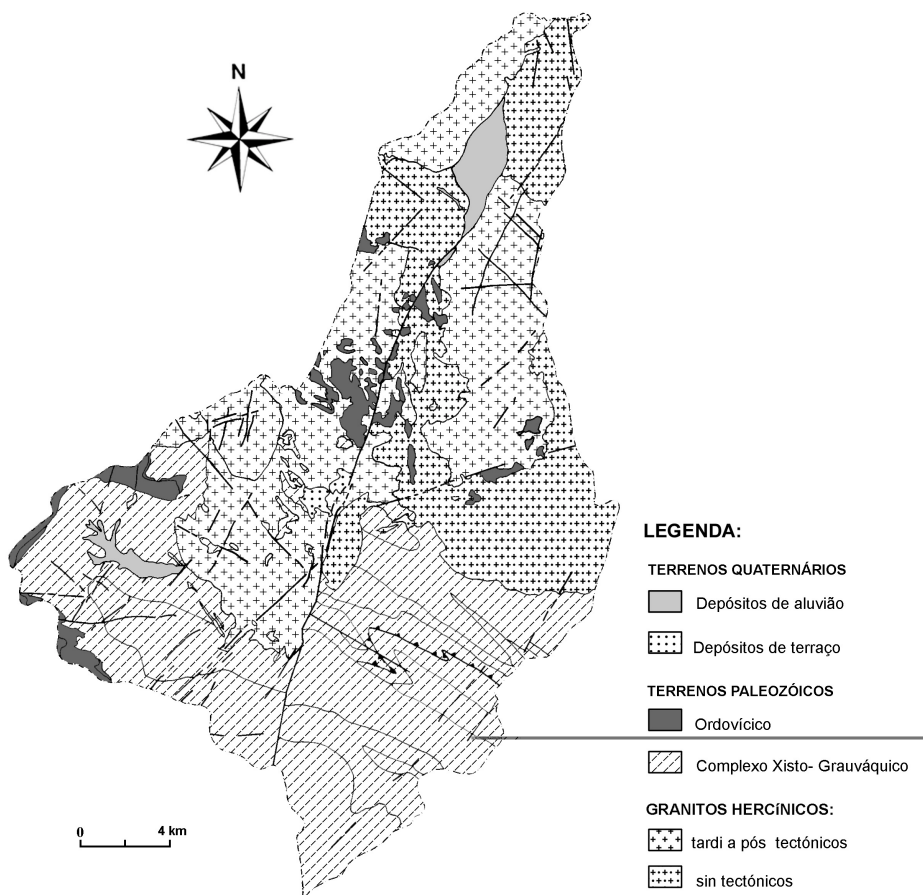 N
LEGENDA:
TERRENOS QUATERNÁRIOS
Depósitos de aluvião
Depósitos de terraço
TERRENOS PALEOZÓICOS
Ordovícico
Complexo Xisto- Grauváquico
GRANITOS HERCíNICOS:
tardi a pós tectónicos
sin tectónicos
0 4 km